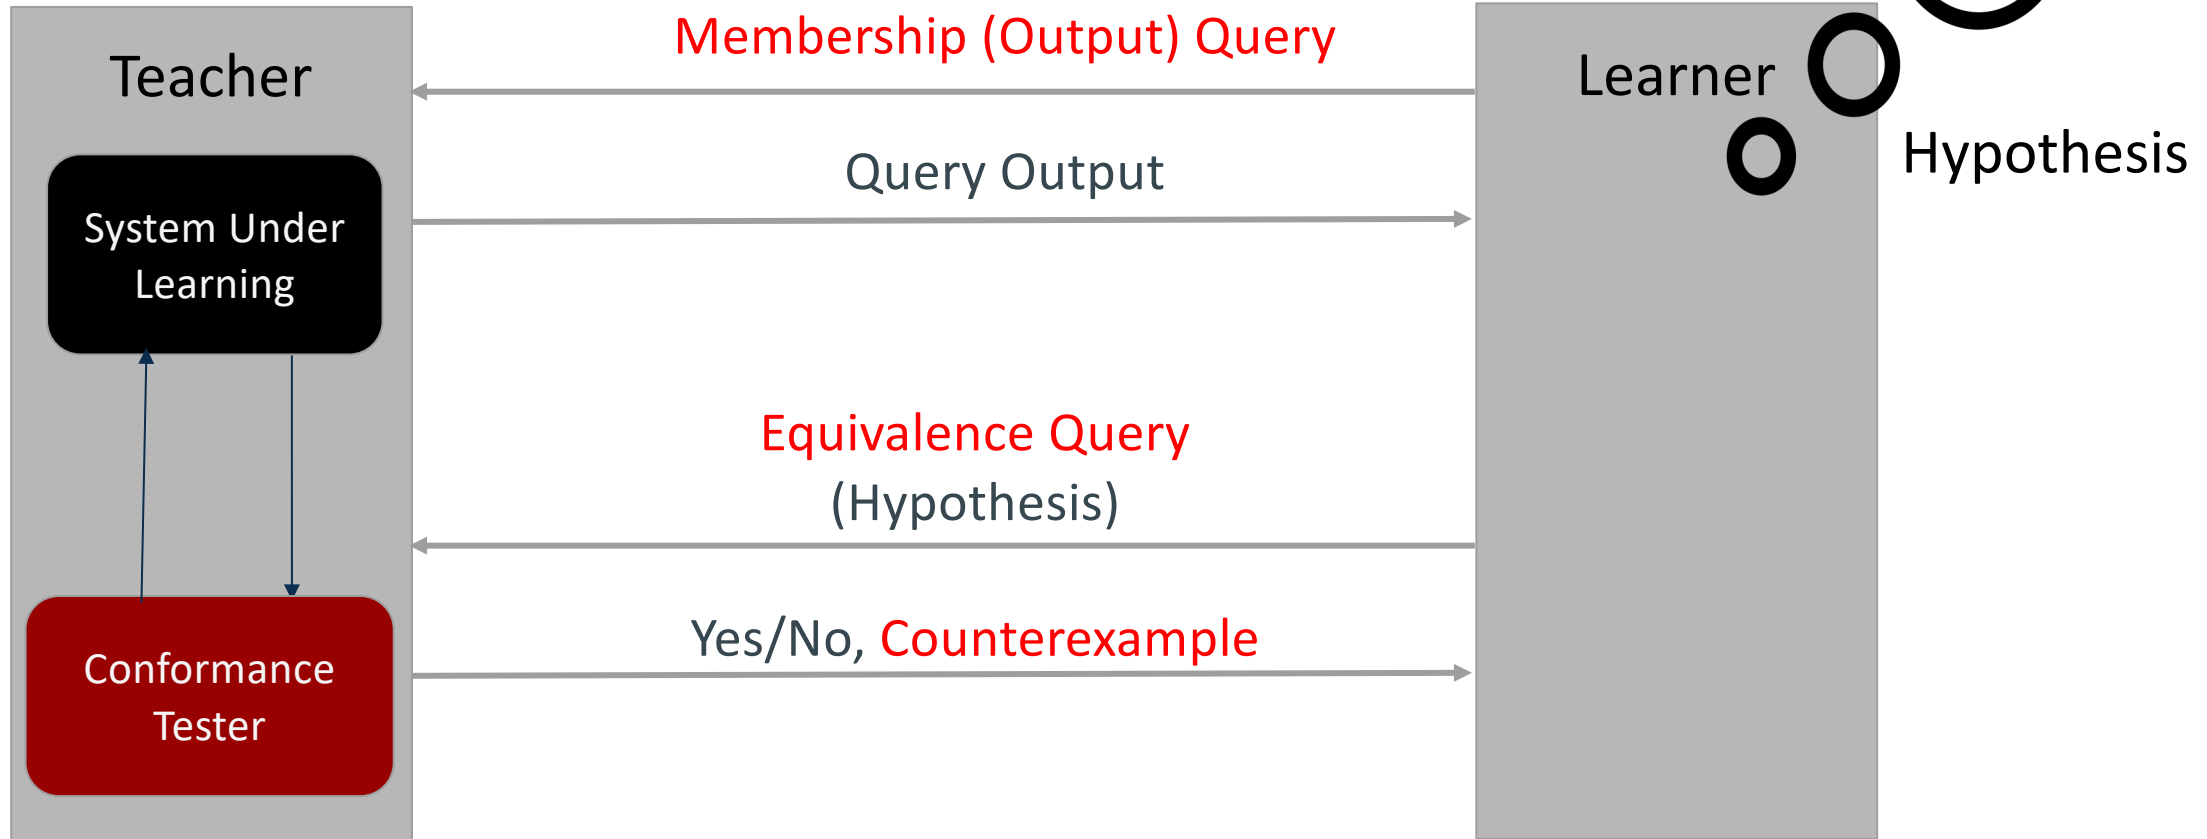 Teacher
Membership (Output) Query
Learner
Hypothesis
Query Output
System Under
Learning
Equivalence Query
(Hypothesis)
Yes/No, Counterexample
Conformance
Tester